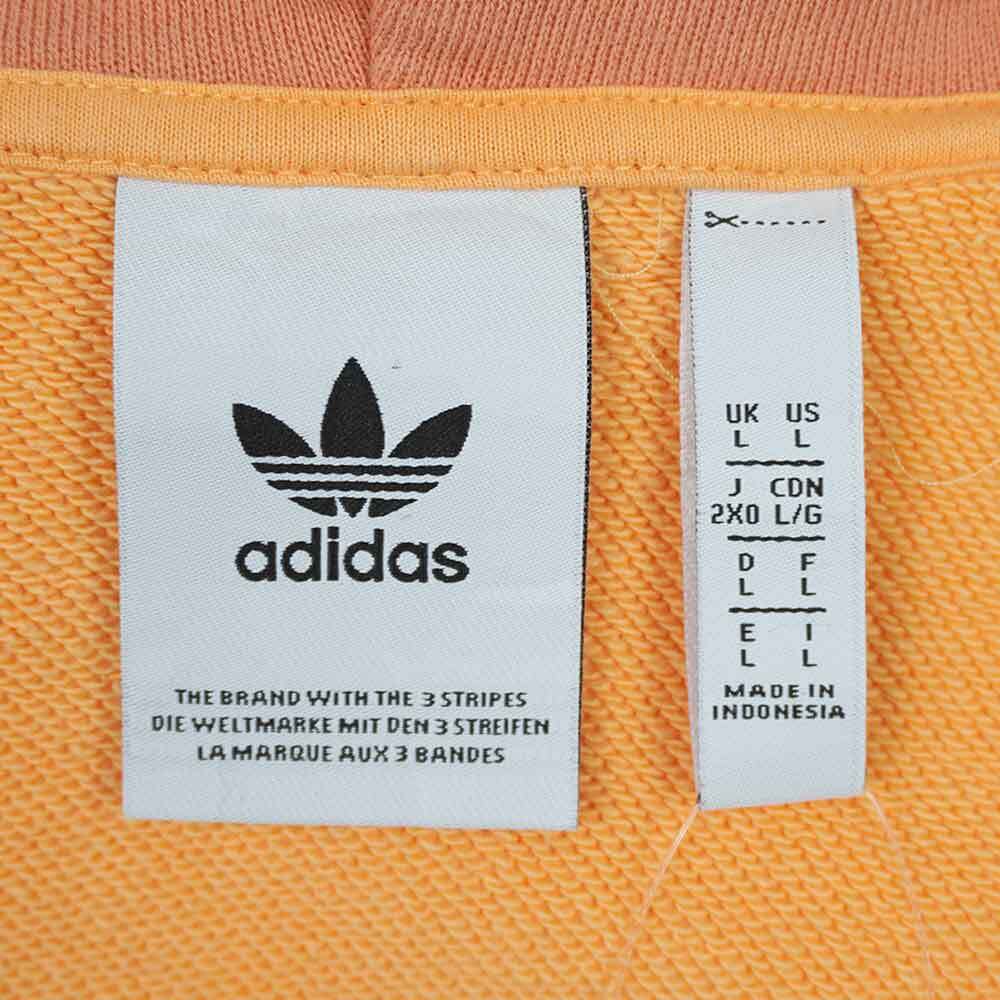 adidas
THE BRAND WITH THE 3 STRIPES
DIE WELTMARKE MIT DEN 3 STREIFEN
LA MARQUE AUX 3 BANDES
UK US
L L
J CDN
2XO L/G
D F
L L
E I
L L
MADE IN
INDONESIA